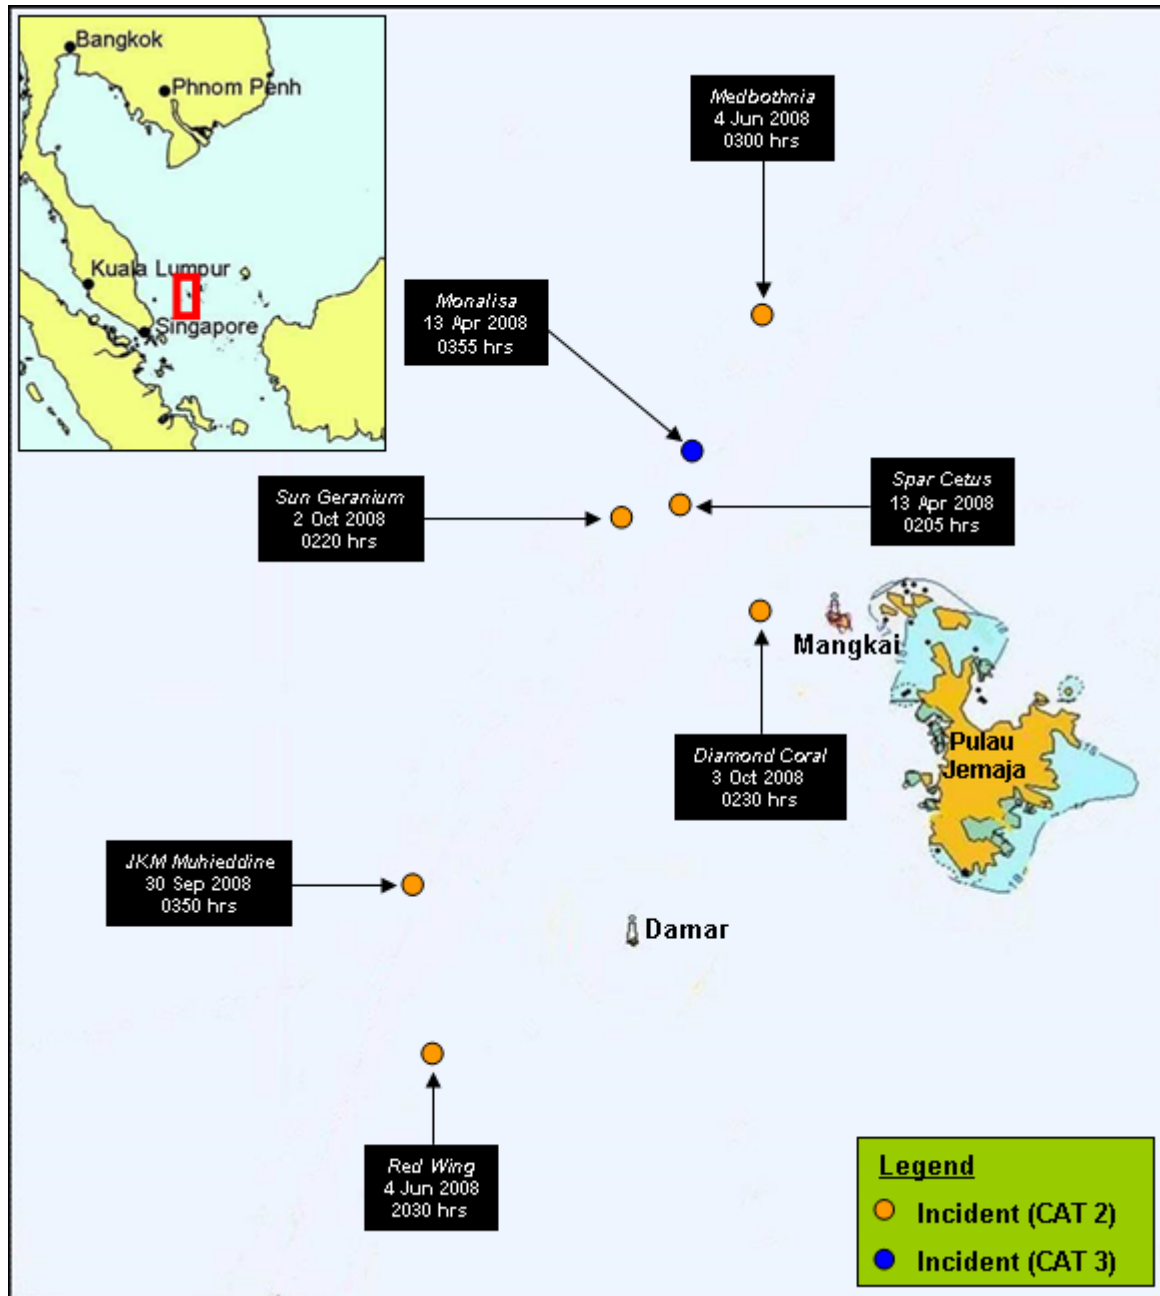 Bangkok
Phnom Penh
Kuala Lumpur
Singapore
Medbothnia
4 Jun 2008
0300 hrs
Monalisa
13 Apr 2008
0355 hrs
Sun Geranium
2 Oct 2008
0220 hrs
Spar Cetus
13 Apr 2008
0205 hrs
Mangkai
Pulau
Jemaja
Diamond Coral
3 Oct 2008
0230 hrs
JKM Muhieddine
30 Sep 2008
0350 hrs
Damar
Red Wing
4 Jun 2008
2030 hrs
Legend
Incident (CAT 2)
Incident (CAT 3)